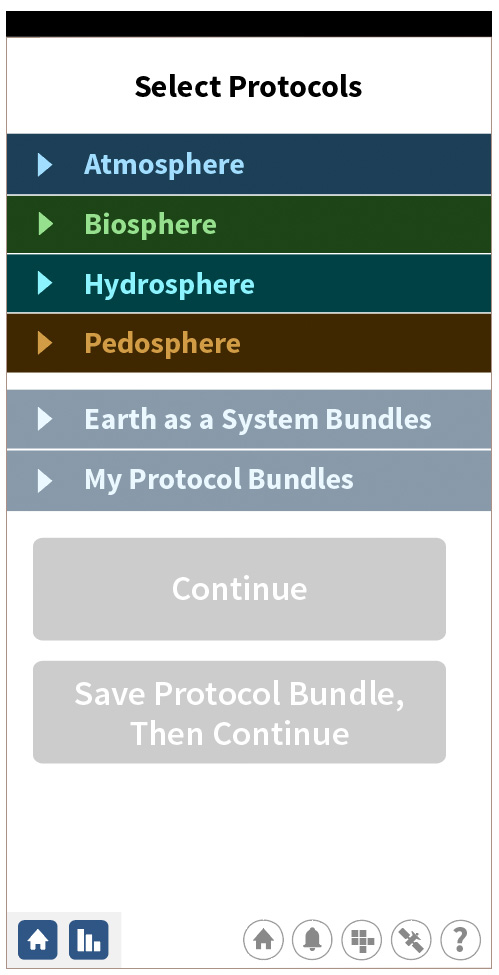 Select Protocols
Atmosphere
Biosphere
Hydrosphere
Pedosphere
Earth as a System Bundles
My Protocol Bundles
Continue
Save Protocol Bundle,
Then Continue
?